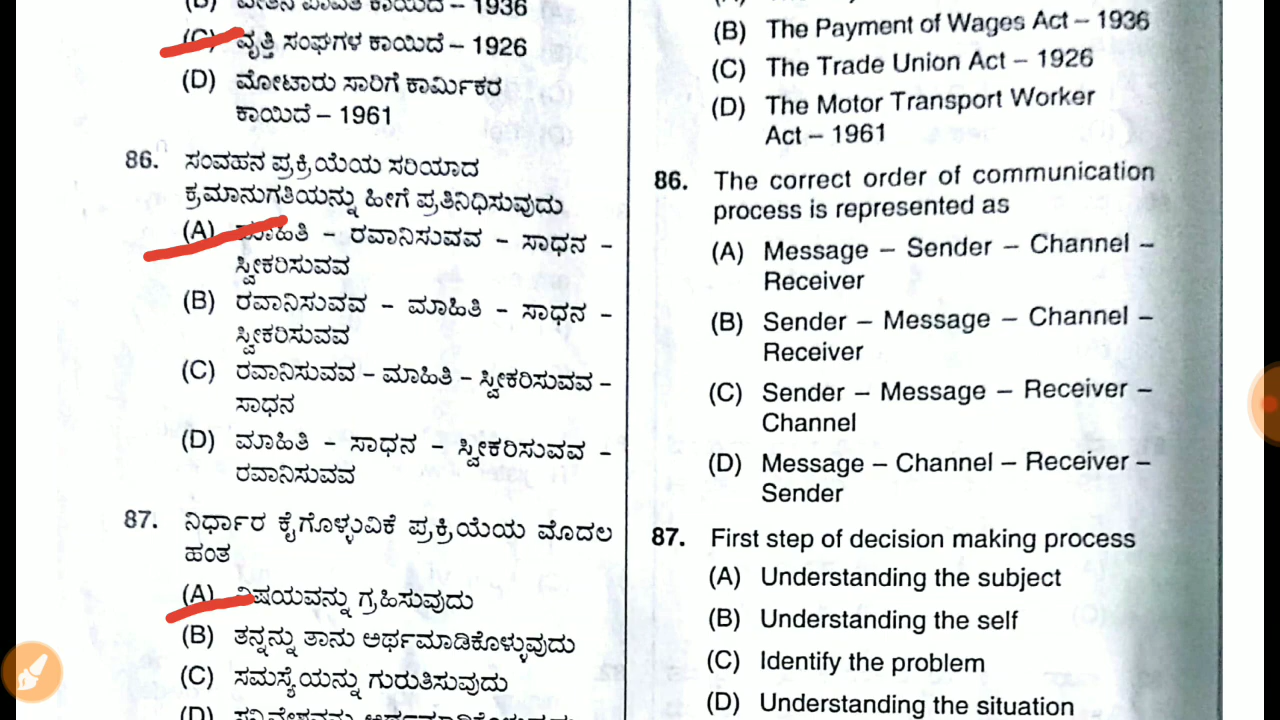 ವೇತನ ಪಾವತಿ ಕಾಯಿದೆ – 1936
(C) ವೃತ್ತಿ ಸಂಘಗಳ ಕಾಯಿದೆ – 1926
(D) ಮೋಟಾರು ಸಾರಿಗೆ ಕಾರ್ಮಿಕರ
ಕಾಯಿದೆ – 1961
86. ಸಂವಹನ ಪ್ರಕ್ರಿಯೆಯ ಸರಿಯಾದ
ಕ್ರಮಾನುಗತಿಯನ್ನು ಹೀಗೆ ಪ್ರತಿನಿಧಿಸುವುದು
(A) ಮಾಹಿತಿ – ರವಾನಿಸುವವ – ಸಾಧನ –
ಸ್ವೀಕರಿಸುವವ
(B) ರವಾನಿಸುವವ – ಮಾಹಿತಿ – ಸಾಧನ –
ಸ್ವೀಕರಿಸುವವ
(C) ರವಾನಿಸುವವ – ಮಾಹಿತಿ – ಸ್ವೀಕರಿಸುವವ –
ಸಾಧನ
(D) ಮಾಹಿತಿ – ಸಾಧನ – ಸ್ವೀಕರಿಸುವವ –
ರವಾನಿಸುವವ
87. ನಿರ್ಧಾರ ಕೈಗೊಳ್ಳುವಿಕೆ ಪ್ರಕ್ರಿಯೆಯ ಮೊದಲ
ಹಂತ
(A) ವಿಷಯವನ್ನು ಗ್ರಹಿಸುವುದು
(B) ತನ್ನನ್ನು ತಾನು ಅರ್ಥಮಾಡಿಕೊಳ್ಳುವುದು
(C) ಸಮಸ್ಯೆಯನ್ನು ಗುರುತಿಸುವುದು
(B) The Payment of Wages Act – 1936
(C) The Trade Union Act – 1926
(D) The Motor Transport Worker
Act – 1961
86. The correct order of communication
process is represented as
(A) Message – Sender – Channel –
Receiver
(B) Sender – Message – Channel –
Receiver
(C) Sender – Message – Receiver –
Channel
(D) Message – Channel – Receiver –
Sender
87. First step of decision making process
(A) Understanding the subject
(B) Understanding the self
(C) Identify the problem
(D) Understanding the situation